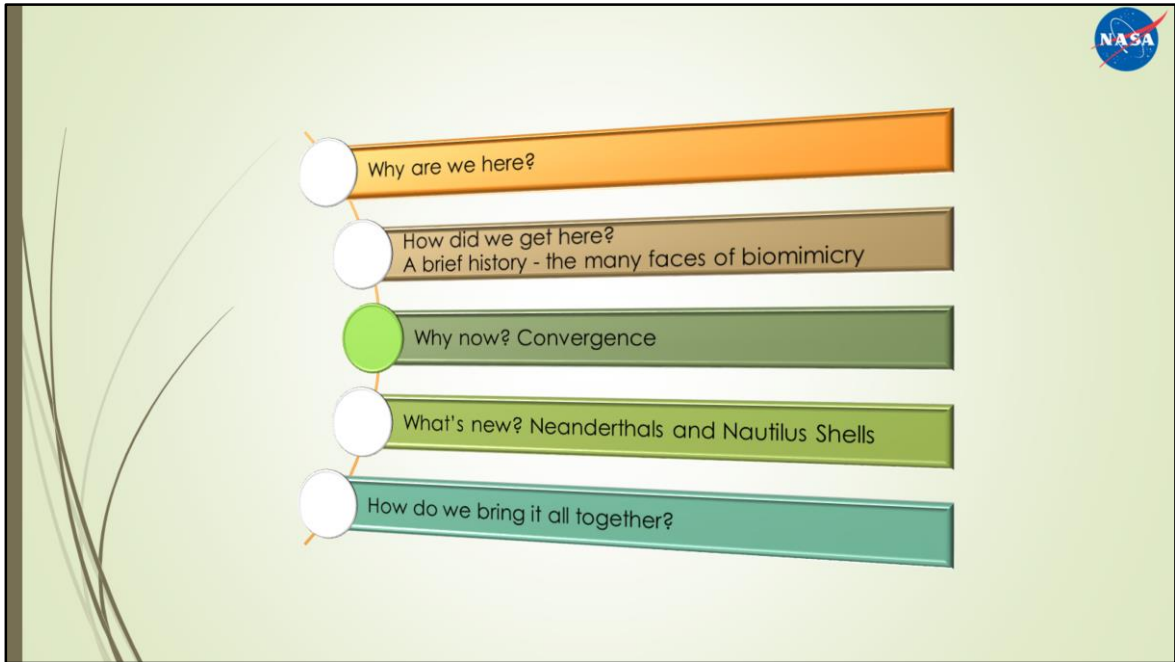 NASA
Why are we here?
How did we get here?
A brief history - the many faces of biomimicry
Why now? Convergence
What's new? Neanderthals and Nautilus Shells
How do we bring it all together?